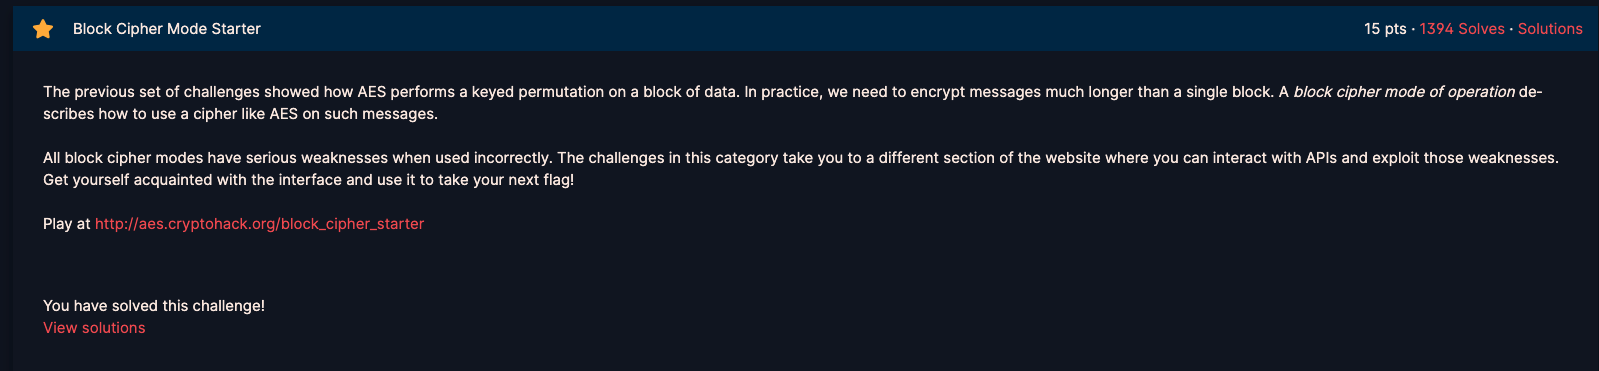 Block Cipher Mode Starter
15 pts · 1394 Solves · Solutions
The previous set of challenges showed how AES performs a keyed permutation on a block of data. In practice, we need to encrypt messages much longer than a single block. A block cipher mode of operation de-
scribes how to use a cipher like AES on such messages.
All block cipher modes have serious weaknesses when used incorrectly. The challenges in this category take you to a different section of the website where you can interact with APIs and exploit those weaknesses.
Get yourself acquainted with the interface and use it to take your next flag!
Play at http://aes.cryptohack.org/block_cipher_starter
You have solved this challenge!
View solutions